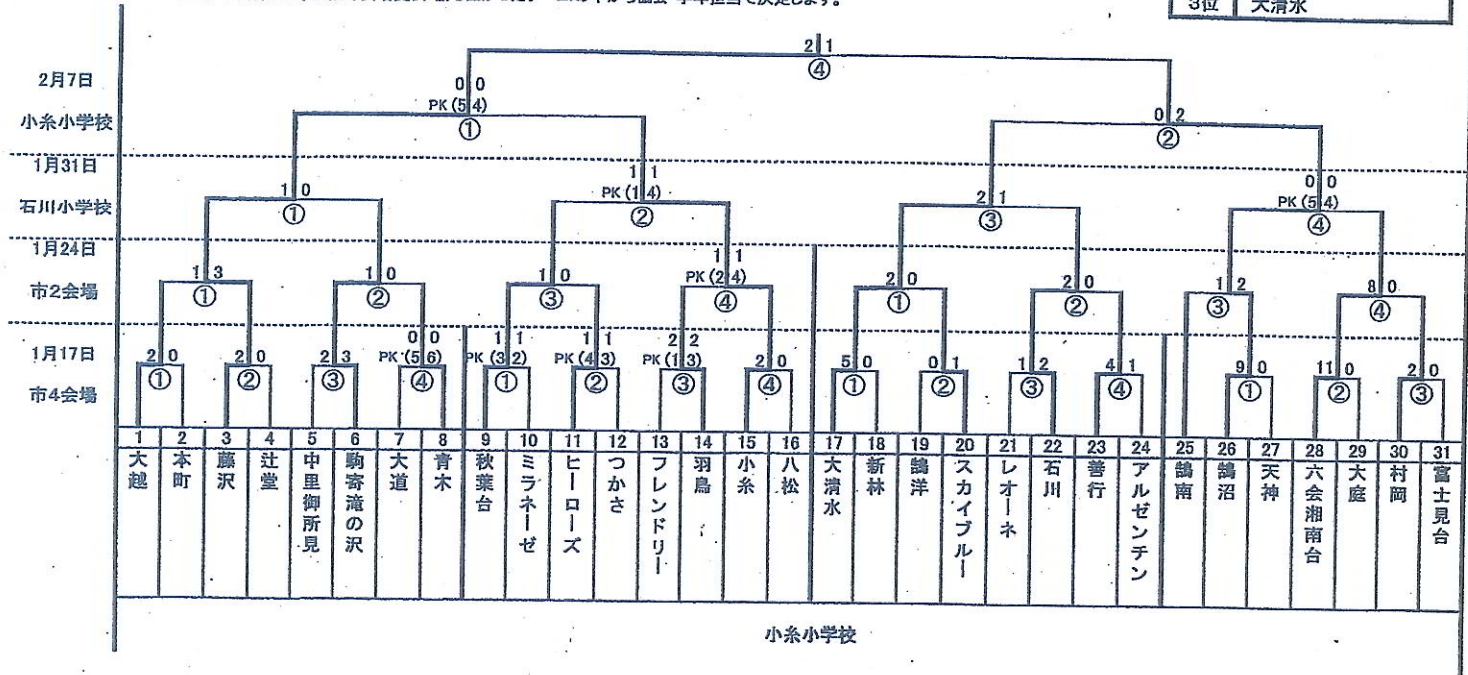 3位 大清水
2 1
④
2月7日
0 0
PK (5 4)
0 2
小糸小学校
①
②
1月31日
1 1
0 0
1 0
PK (1 4)
2 1
PK (5 4)
石川小学校
①
②
③
④
1月24日
1 1
1 3
1 0
1 0
PK (2 4)
2 0
2 0
1 2
8 0
市2会場
①
②
③
④
①
②
③
④
0 0
1 1
1 1
2 2
1月17日
2 0
2 0
2 3
PK (5 6)
PK (3 2)
PK (4 3)
PK (1 3)
2 0
5 0
0 1
1 2
4 1
9 0
11 0
2 0
市4会場
①
②
③
④
①
②
③
④
①
②
③
④
①
②
③
1 2 3 4 5 6 7 8 9 10 11 12 13 14 15 16 17 18 19 20 21 22 23 24 25 26 27 28 29 30 31
大越
本町
藤沢
辻堂
中里御所見
駒寄滝の沢
大道
青木
秋葉台
ミラネーゼ
ヒーローズ
つかさ
フレンドリー
羽鳥
小糸
八松
大清水
新林
鵠洋
スカイブルー
レオーネ
石川
善行
アルゼンチン
鵠南
鵠沼
天神
六会湘南台
大庭
村岡
富士見台
小糸小学校